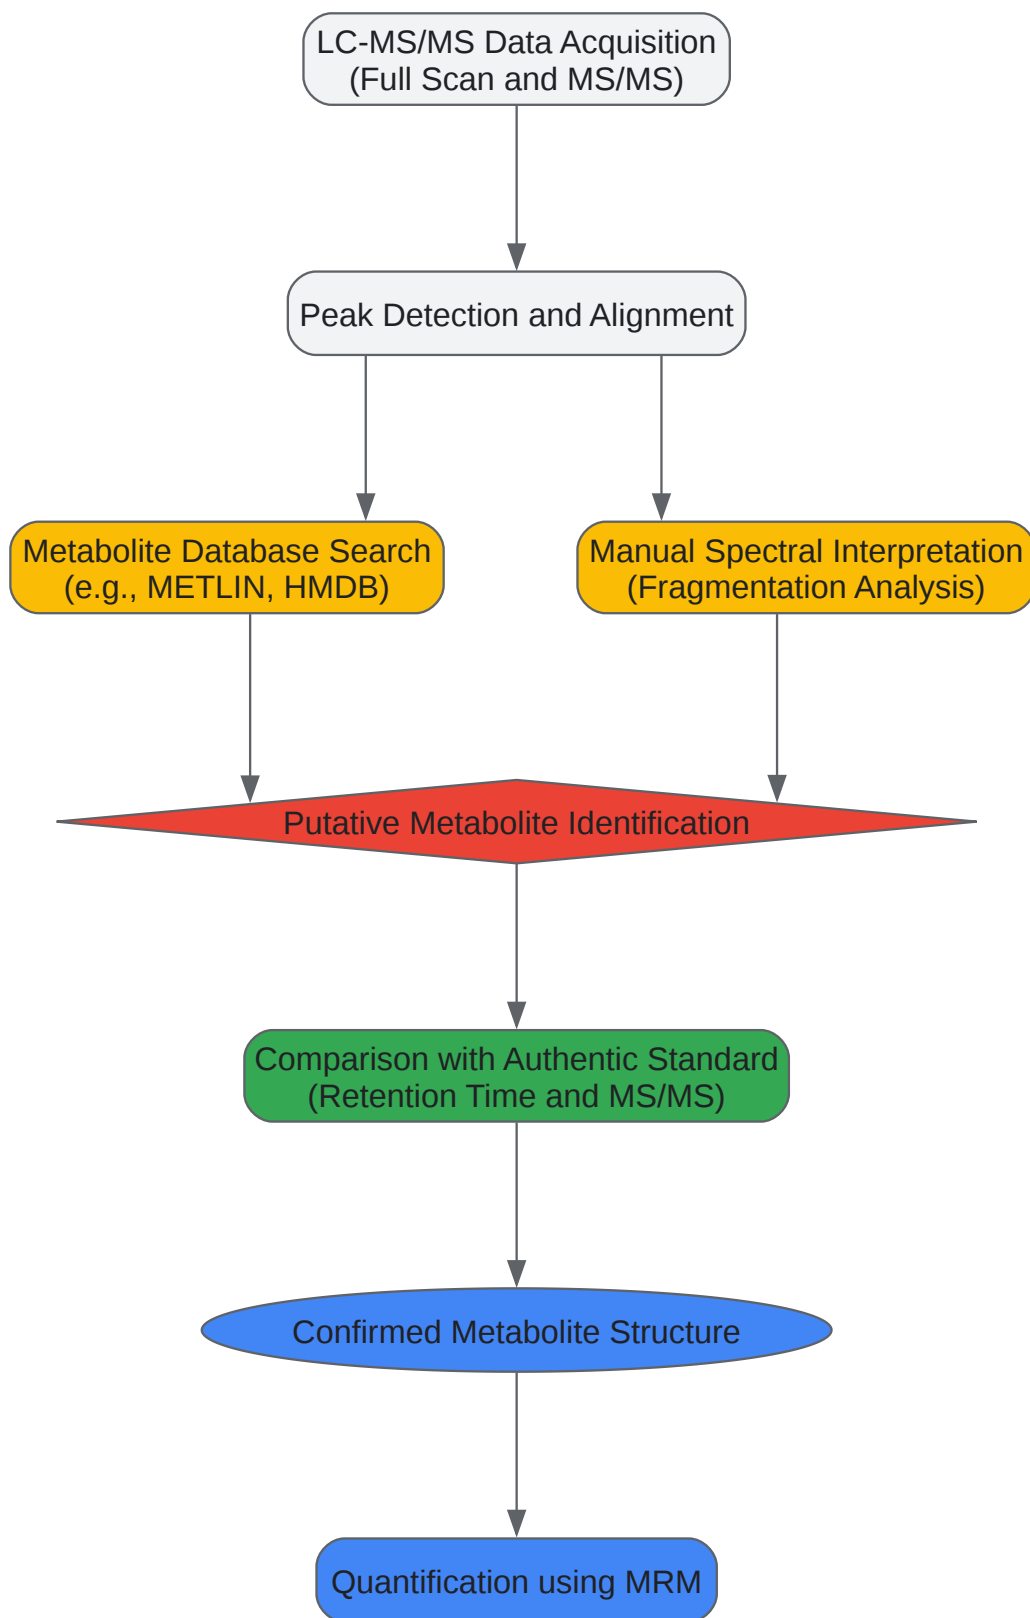 LC-MS/MS Data Acquisition
(Full Scan and MS/MS)
Peak Detection and Alignment
Metabolite Database Search
(e.g., METLIN, HMDB)
Manual Spectral Interpretation
(Fragmentation Analysis)
Putative Metabolite Identification
Comparison with Authentic Standard
(Retention Time and MS/MS)
Confirmed Metabolite Structure
Quantification using MRM